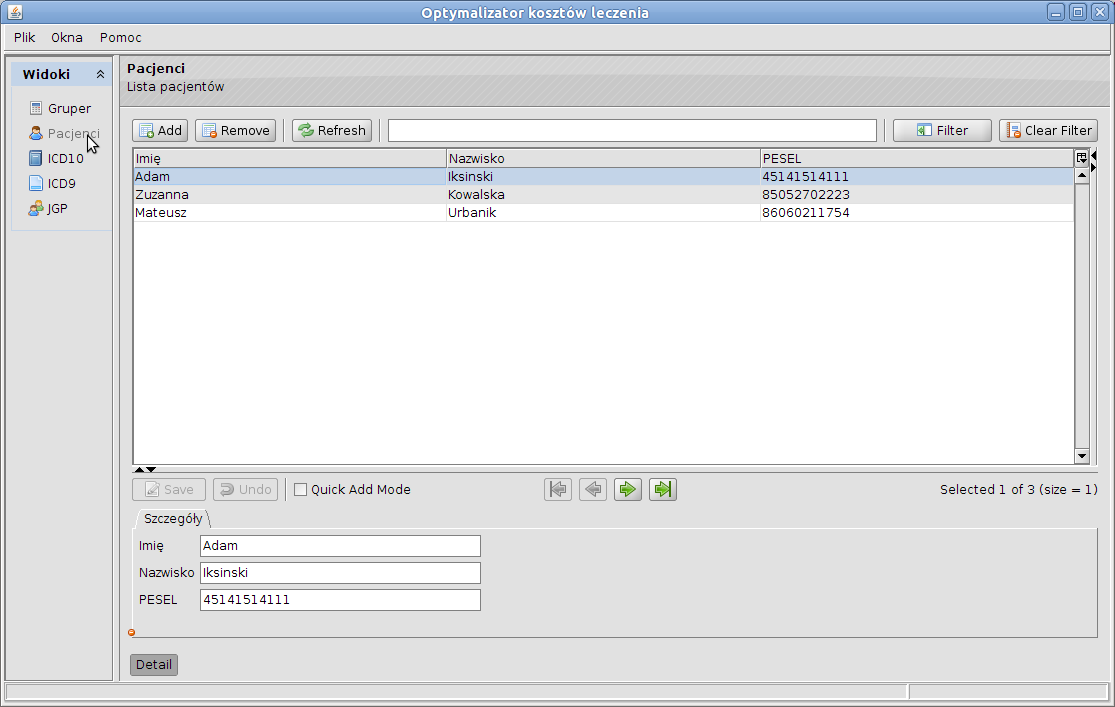 Optymalizator kosztów leczenia
Plik Okna Pomoc
Widoki
Gruper
Pacjenci
ICD10
ICD9
JGP
Pacjenci
Lista pacjentów
Add Remove Refresh Filter Clear Filter
Imię Nazwisko PESEL
Adam Iksinski 45141514111
Zuzanna Kowalska 85052702223
Mateusz Urbanik 86060211754
Save Undo Quick Add Mode Selected 1 of 3 (size = 1)
Szczegóły
Imię Adam
Nazwisko Iksinski
PESEL 45141514111
Detail